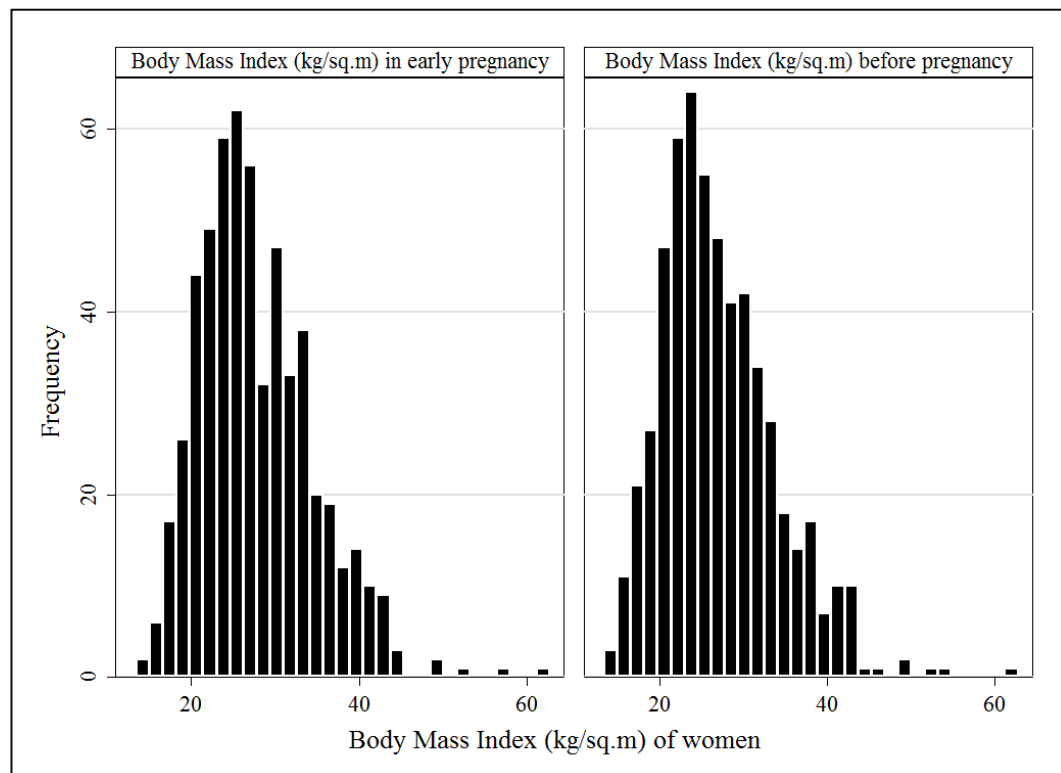 Body Mass Index (kg/sq.m) in early pregnancy
Body Mass Index (kg/sq.m) before pregnancy
60
40
20
0
Frequency
20 40 60
20 40 60
Body Mass Index (kg/sq.m) of women